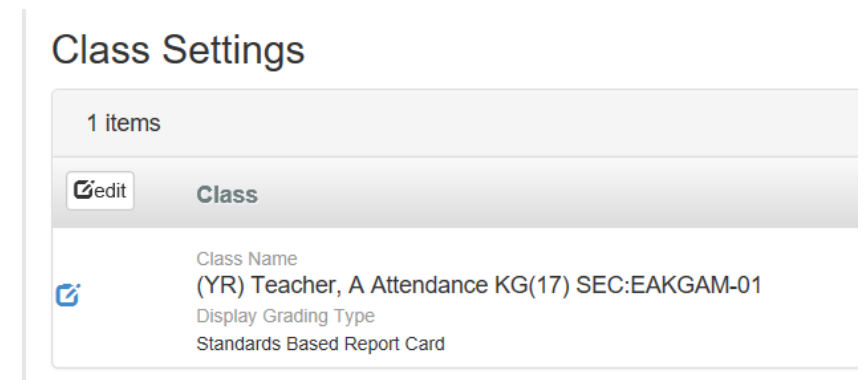 Class Settings
1 items
edit
Class
Class Name
(YR) Teacher, A Attendance KG(17) SEC:EAKGAM-01
Display Grading Type
Standards Based Report Card